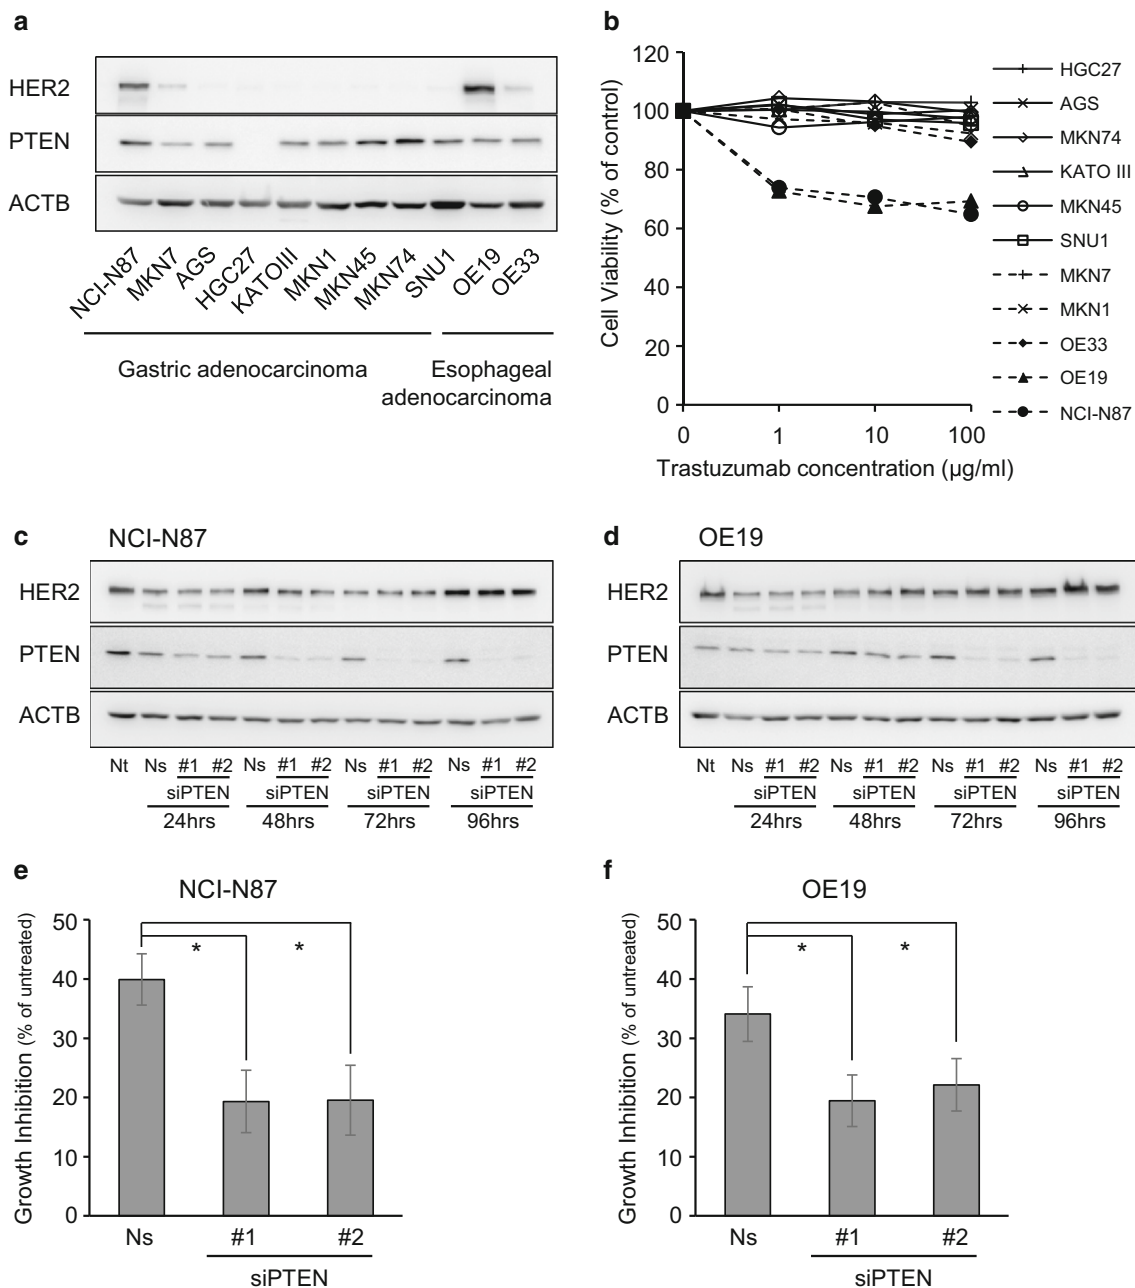 a
HER2
PTEN
ACTB
NCI-N87
MKN7
AGS
HGC27
KATOIII
MKN1
MKN45
MKN74
SNU1
OE19
OE33
Gastric adenocarcinoma
Esophageal
adenocarcinoma
b
Cell Viability (% of control)
120
100
80
60
40
20
0
0 1 10 100
Trastuzumab concentration (µg/ml)
HGC27
AGS
MKN74
KATO III
MKN45
SNU1
MKN7
MKN1
OE33
OE19
NCI-N87
c NCI-N87
HER2
PTEN
ACTB
Nt Ns #1 #2 Ns #1 #2 Ns #1 #2 Ns #1 #2
siPTEN siPTEN siPTEN siPTEN
24hrs 48hrs 72hrs 96hrs
d OE19
HER2
PTEN
ACTB
Nt Ns #1 #2 Ns #1 #2 Ns #1 #2 Ns #1 #2
siPTEN siPTEN siPTEN siPTEN
24hrs 48hrs 72hrs 96hrs
e
NCI-N87
Growth Inhibition (% of untreated)
50
40
30
20
10
0
* *
Ns #1 #2
siPTEN
f
OE19
Growth Inhibition (% of untreated)
50
40
30
20
10
0
* *
Ns #1 #2
siPTEN